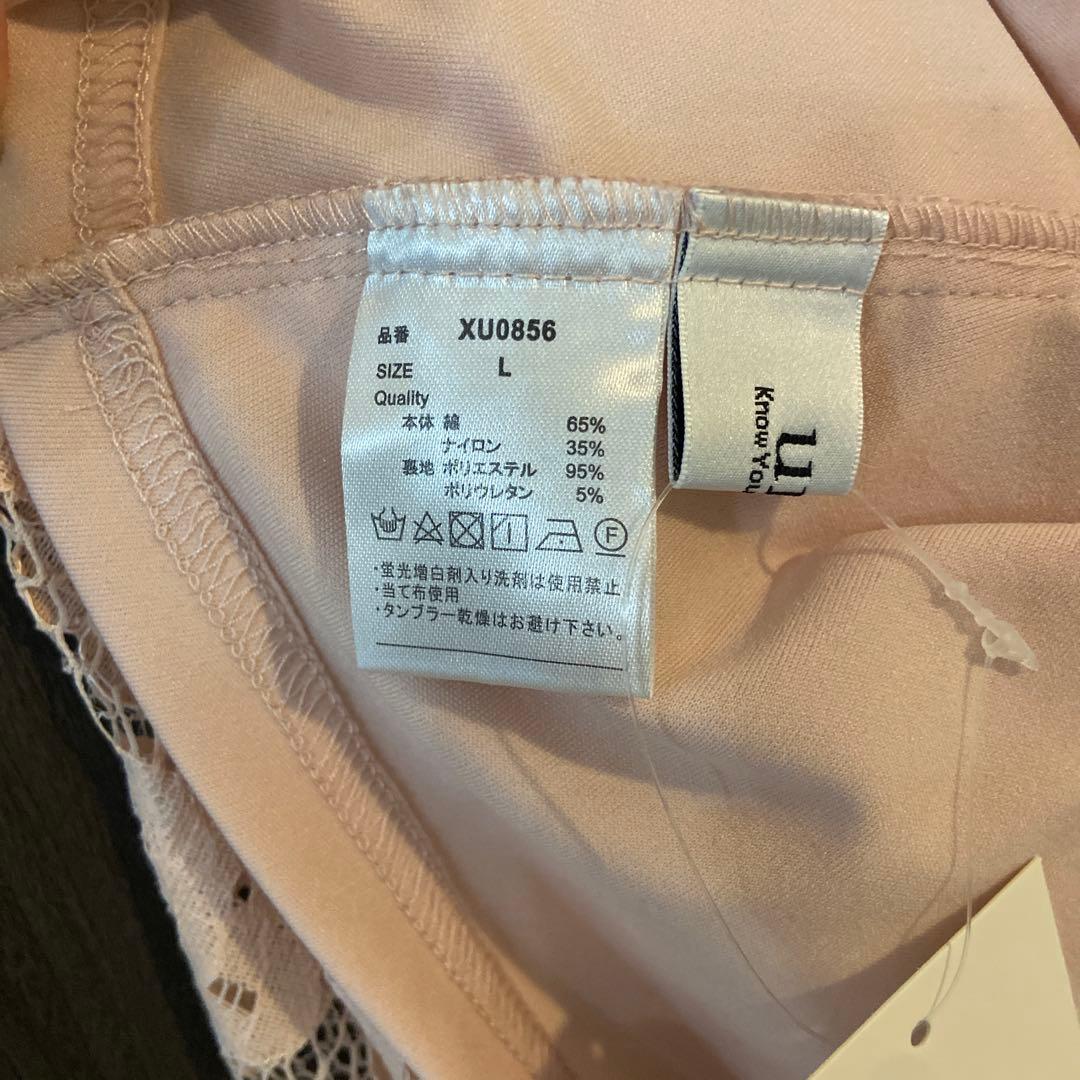 品番 XU0856
SIZE L
Quality
本体 綿 65%
ナイロン 35%
裏地 ポリエステル 95%
ポリウレタン 5%
F
・蛍光増白剤入り洗剤は使用禁止
・当て布使用
・タンブラー乾燥はお避け下さい。
Know You